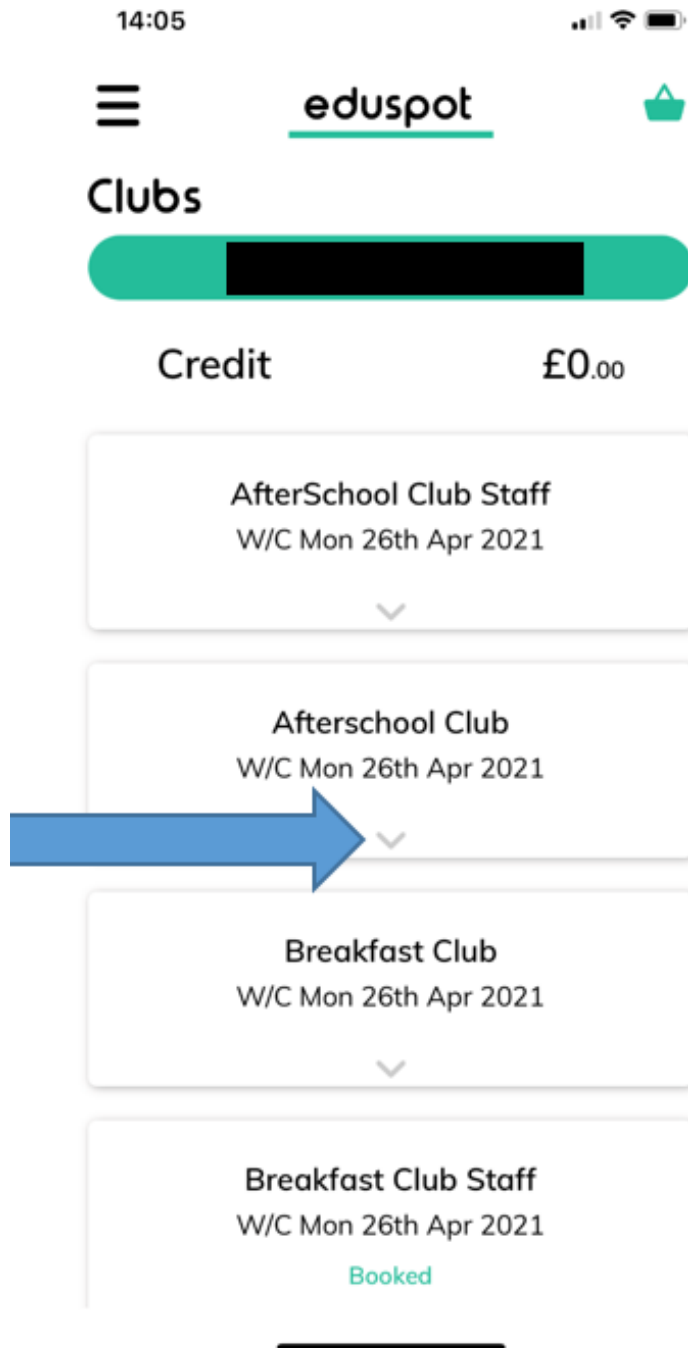 14:05
eduspot
Clubs
Credit £0.00
AfterSchool Club Staff
W/C Mon 26th Apr 2021
Afterschool Club
W/C Mon 26th Apr 2021
Breakfast Club
W/C Mon 26th Apr 2021
Breakfast Club Staff
W/C Mon 26th Apr 2021
Booked